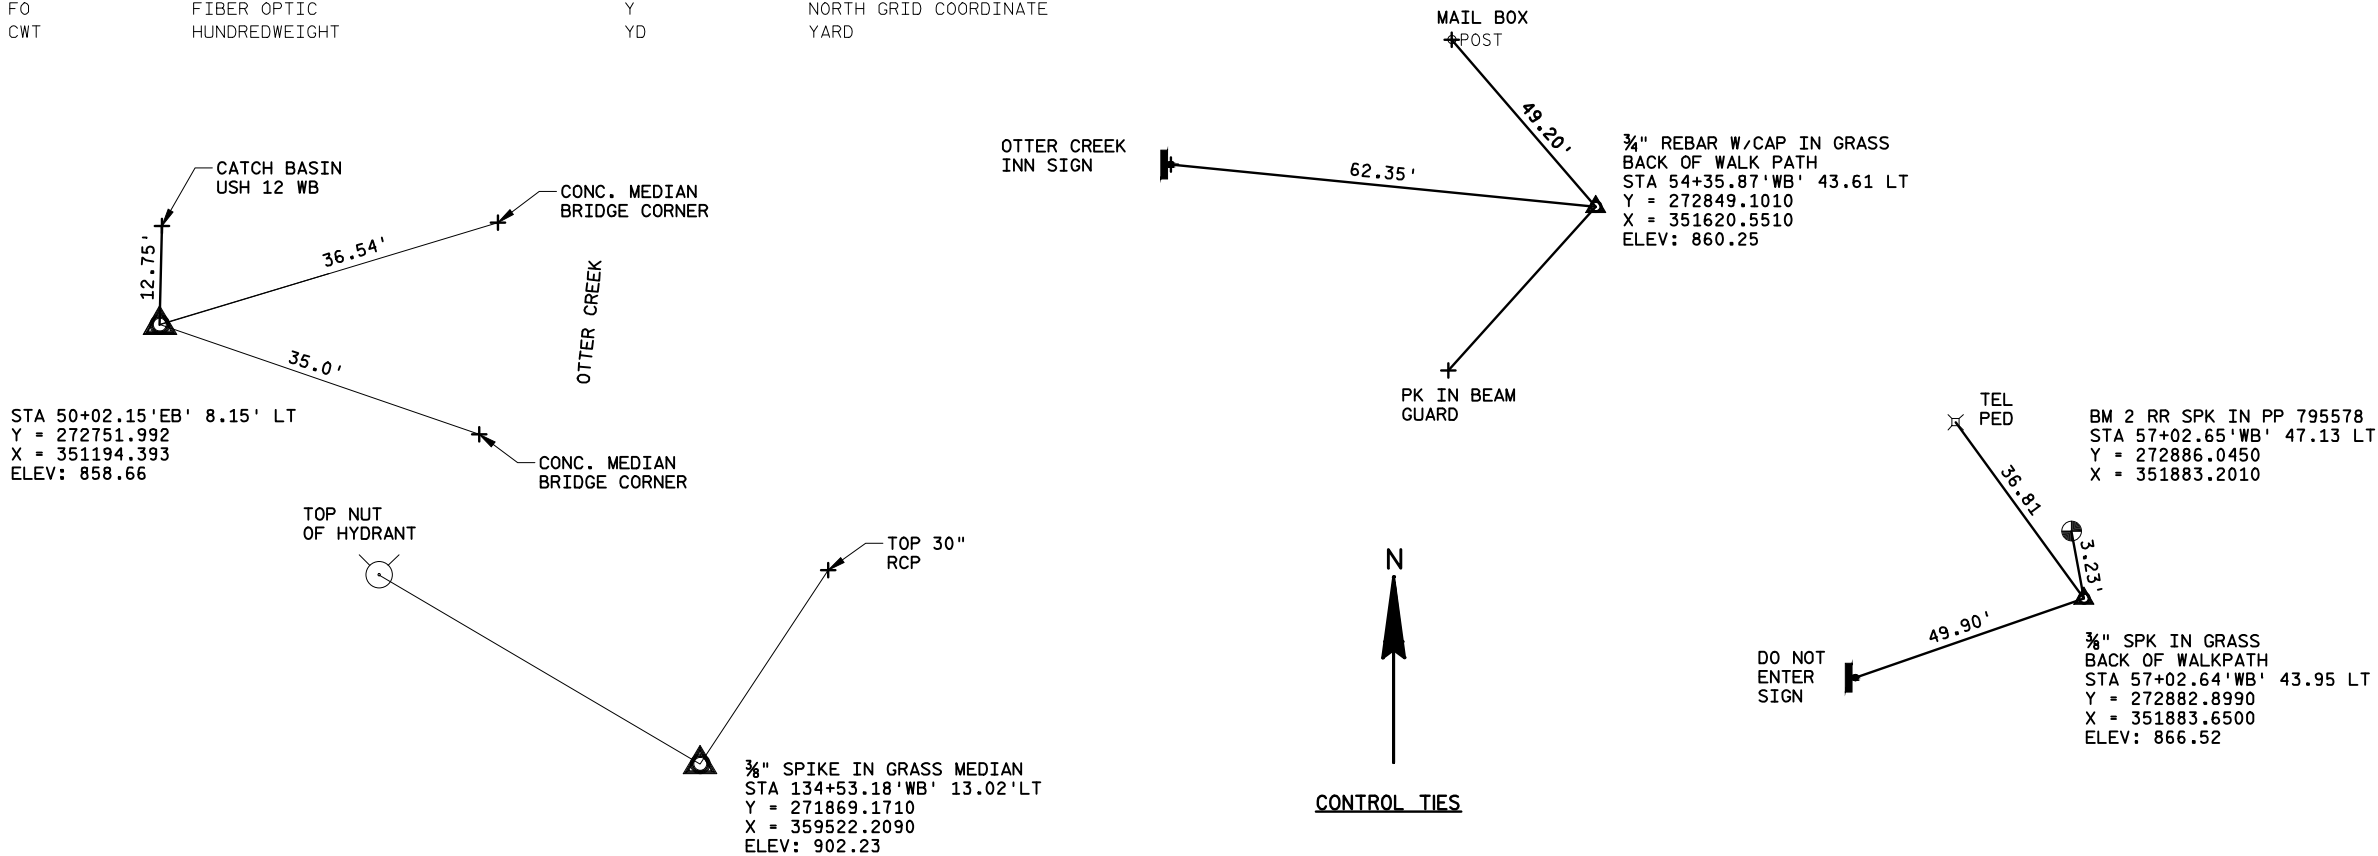 FO FIBER OPTIC Y NORTH GRID COORDINATE
CWT HUNDREDWEIGHT YD YARD
CATCH BASIN
USH 12 WB
CONC. MEDIAN
BRIDGE CORNER
12.75'
36.54'
35.0'
OTTER CREEK
STA 50+02.15'EB' 8.15' LT
Y = 272751.992
X = 351194.393
ELEV: 858.66
CONC. MEDIAN
BRIDGE CORNER
MAIL BOX
POST
49.20'
OTTER CREEK
INN SIGN
62.35'
¾" REBAR W/CAP IN GRASS
BACK OF WALK PATH
STA 54+35.87'WB' 43.61 LT
Y = 272849.1010
X = 351620.5510
ELEV: 860.25
PK IN BEAM
GUARD
TOP NUT
OF HYDRANT
TOP 30"
RCP
⅜" SPIKE IN GRASS MEDIAN
STA 134+53.18'WB' 13.02'LT
Y = 271869.1710
X = 359522.2090
ELEV: 902.23
N
CONTROL TIES
TEL
PED
BM 2 RR SPK IN PP 795578
STA 57+02.65'WB' 47.13 LT
Y = 272886.0450
X = 351883.2010
36.81
3.23'
49.90'
DO NOT
ENTER
SIGN
⅜" SPK IN GRASS
BACK OF WALKPATH
STA 57+02.64'WB' 43.95 LT
Y = 272882.8990
X = 351883.6500
ELEV: 866.52